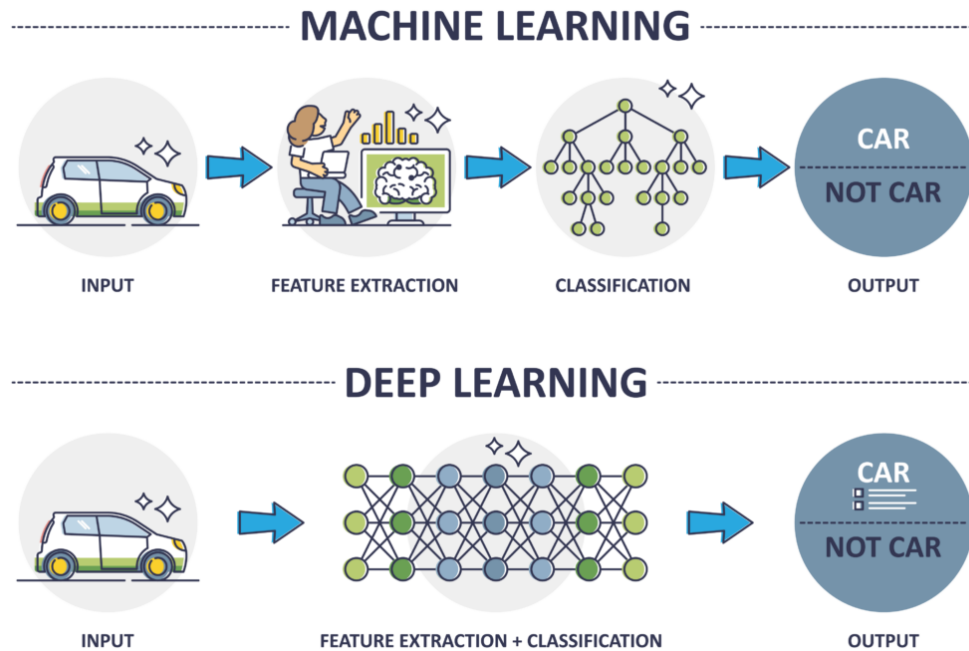 MACHINE LEARNING
CAR
NOT CAR
INPUT
FEATURE EXTRACTION
CLASSIFICATION
OUTPUT
DEEP LEARNING
CAR
NOT CAR
INPUT
FEATURE EXTRACTION + CLASSIFICATION
OUTPUT